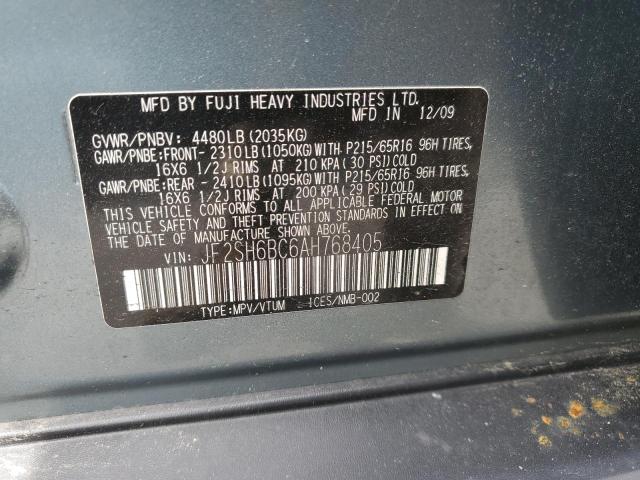 MFD BY FUJI HEAVY INDUSTRIES LTD.
MFD IN 12/09
GVWR/PNBV: 4480LB (2035KG)
GAWR/PNBE:FRONT- 2310LB(1050KG)WITH P215/65R16 96H TIRES,
16X6 1/2J RIMS AT 210 KPA (30 PSI)COLD
GAWR/PNBE:REAR - 2410LB(1095KG)WITH P215/65R16 96H TIRES,
16X6 1/2J RIMS AT 200 KPA (29 PSI)COLD
THIS VEHICLE CONFORMS TO ALL APPLICABLE FEDERAL MOTOR
VEHICLE SAFETY AND THEFT PREVENTION STANDARDS IN EFFECT ON
THE DATE OF MANUFACTURE SHOWN ABOVE.
VIN: JF2SH6BC6AH768405
TYPE:MPV/VTUM ICES/NMB-002